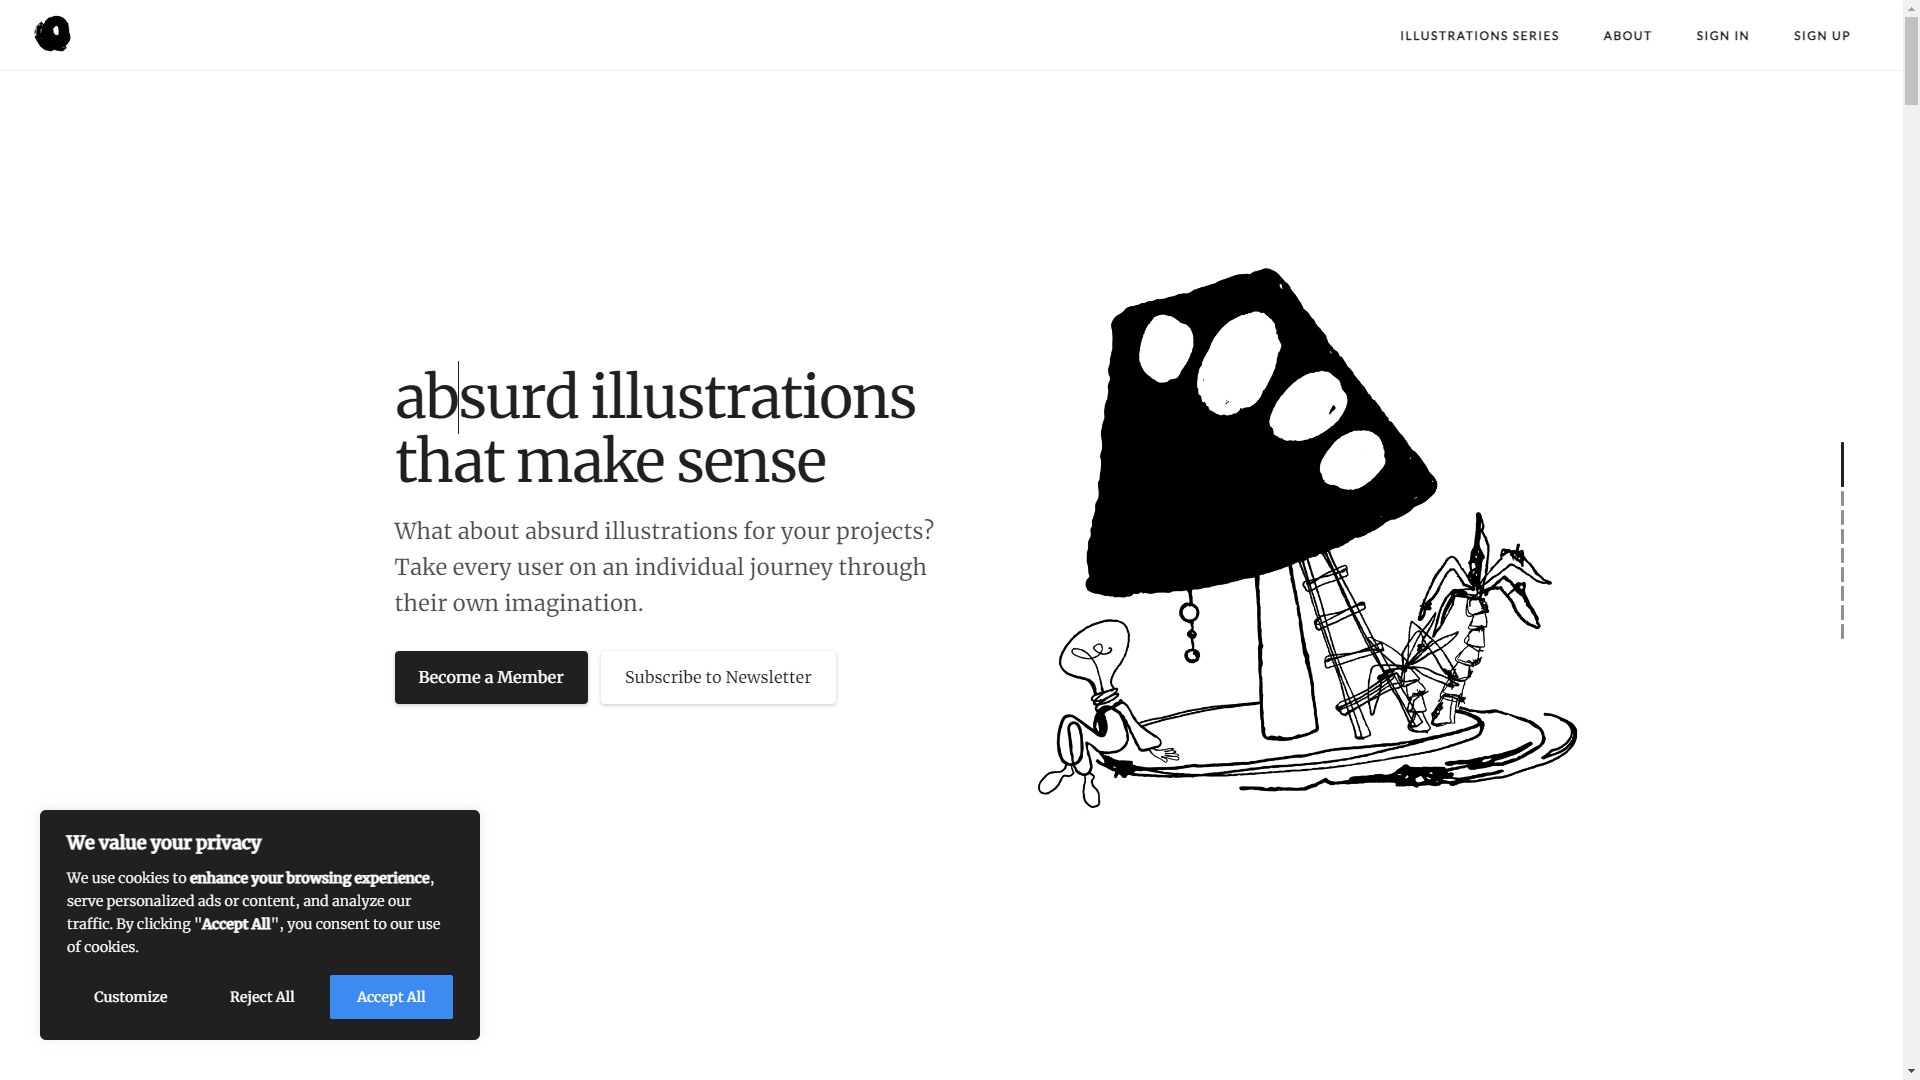 ILLUSTRATIONS SERIES ABOUT SIGN IN SIGN UP
absurd illustrations
that make sense
What about absurd illustrations for your projects?
Take every user on an individual journey through
their own imagination.
Become a Member Subscribe to Newsletter
We value your privacy
We use cookies to enhance your browsing experience,
serve personalized ads or content, and analyze our
traffic. By clicking "Accept All", you consent to our use
of cookies.
Customize Reject All Accept All